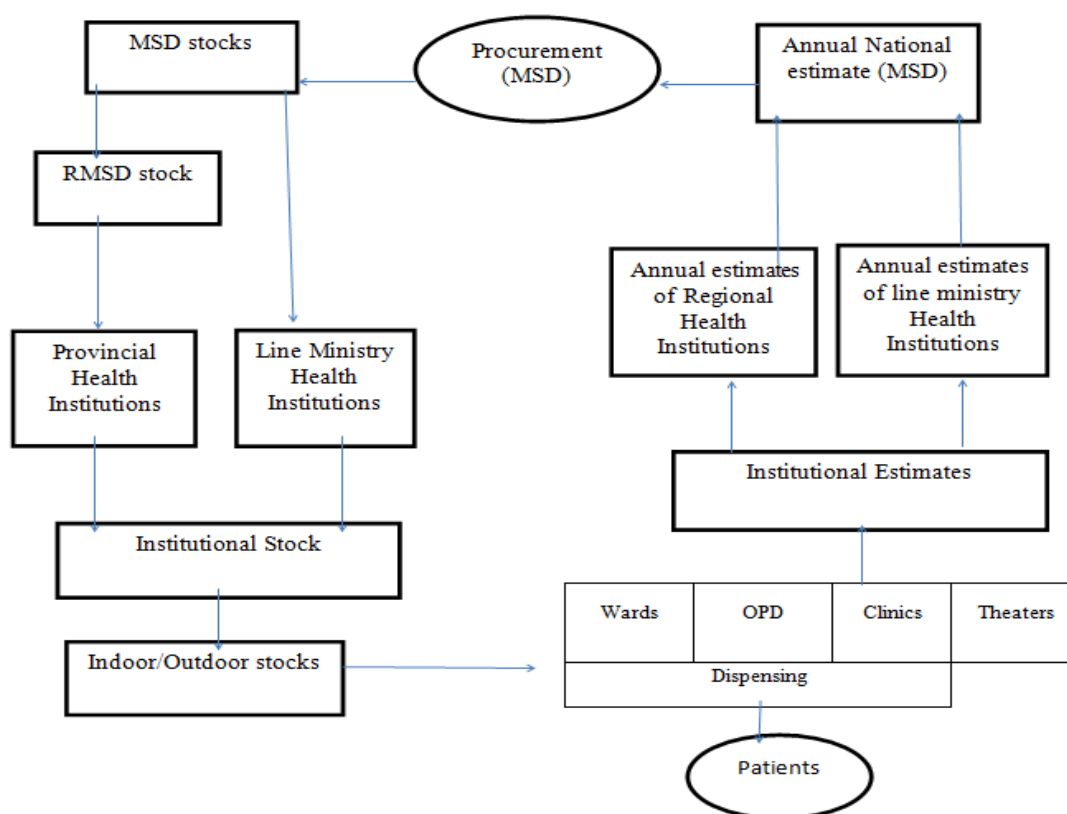 MSD stocks
Procurement
(MSD)
Annual National
estimate (MSD)
RMSD stock
Annual estimates
of Regional
Health
Institutions
Annual estimates
of line ministry
Health
Institutions
Provincial
Health
Institutions
Line Ministry
Health
Institutions
Institutional Estimates
Institutional Stock
Wards
OPD
Clinics
Theaters
Indoor/Outdoor stocks
Dispensing
Patients